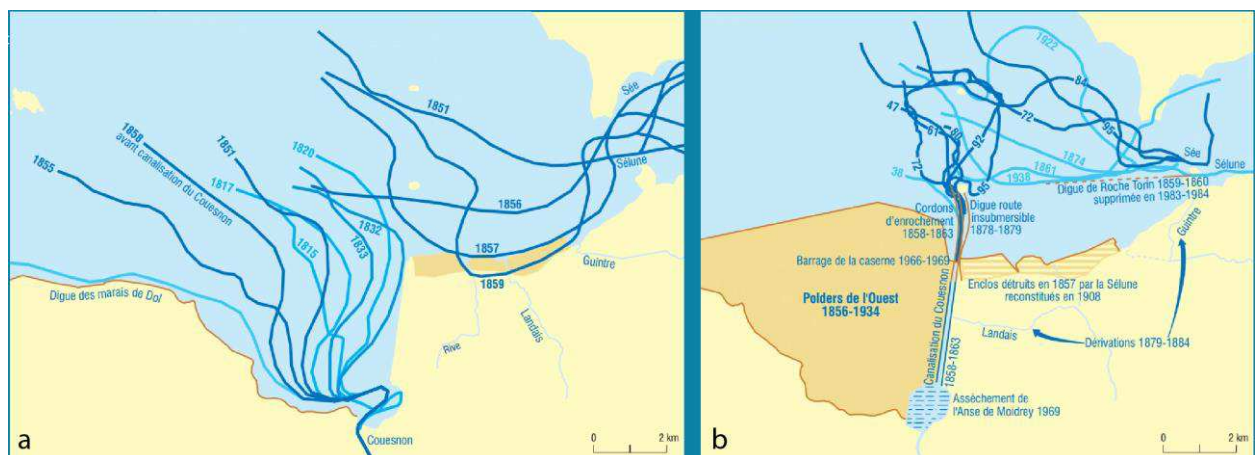 1851
Sée
1858
avant canalisation du Couesnon
1851
1820
1855
1817
Sélune
1832
1856
1833
1815
1857
Guintre
1859
Digue des marais de Dol
Landais
Rive
Couesnon
a
0 2 km
1922
84
47
72
61
80
92
95
Sée
1874
72
1861
Sélune
38
1938
95
Digue de Roche Torin 1859-1860
supprimée en 1983-1984
Cordons
d'enrochement
1858-1863
Digue route
insubmersible
1878-1879
Guintre
Barrage de la caserne 1966-1969
Enclos détruits en 1857 par la Sélune
reconstitués en 1908
Polders de l'Ouest
1856-1934
Canalisation du Couesnon
1858-1863
Landais
Dérivations 1879-1884
Assèchement de
l'Anse de Moidrey 1969
b
0 2 km